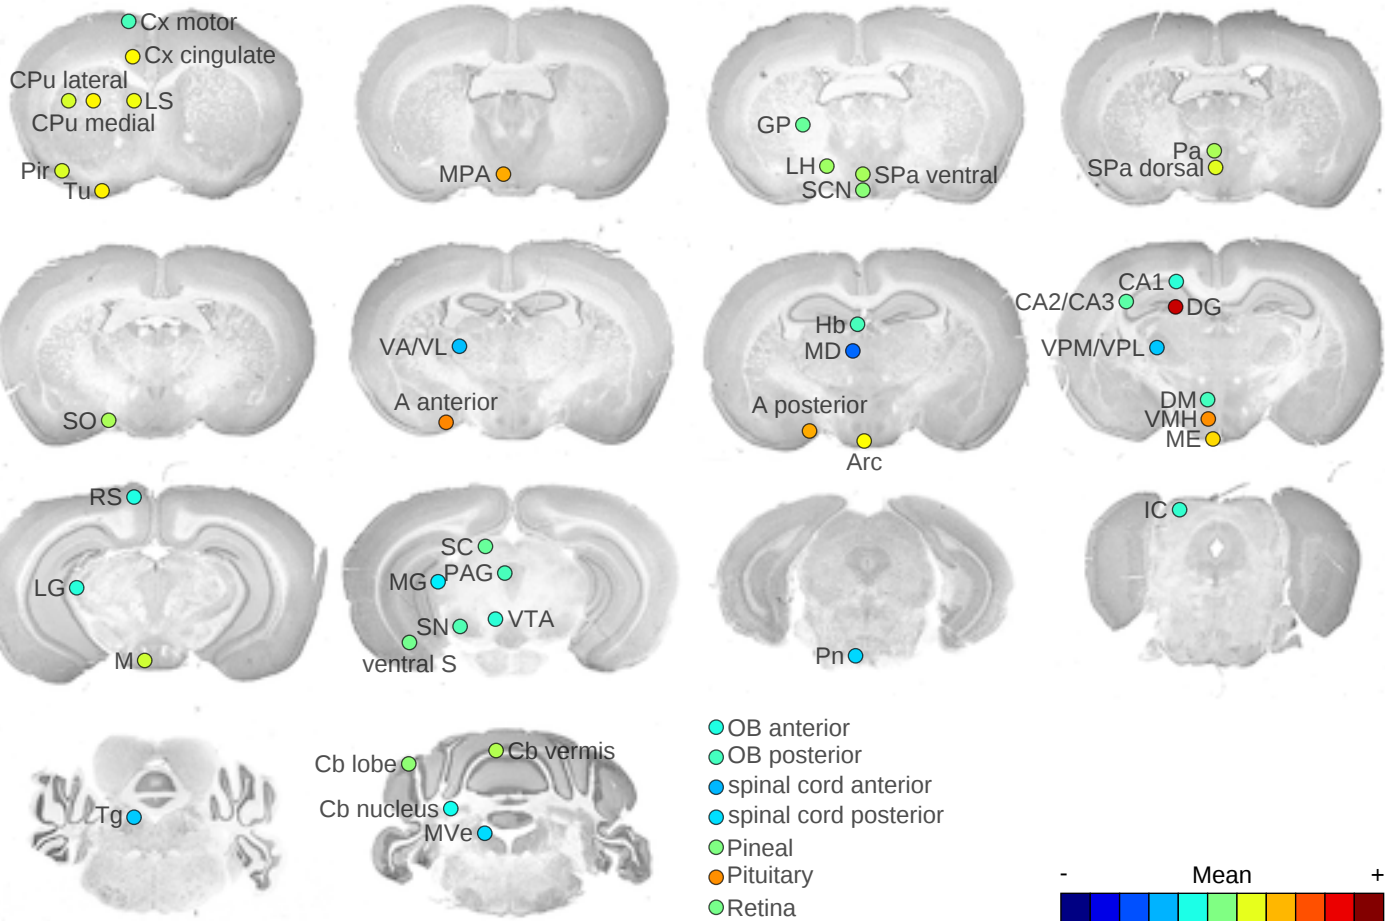 Cx motor
Cx cingulate
CPu lateral
LS
CPu medial
Pir
Tu
MPA
GP
LH
SPa ventral
SCN
Pa
SPa dorsal
SO
VA/VL
A anterior
Hb
MD
A posterior
Arc
CA1
CA2/CA3
DG
VPM/VPL
DM
VMH
ME
RS
LG
M
SC
MG
PAG
SN
VTA
ventral S
Pn
IC
Tg
Cb lobe
Cb vermis
Cb nucleus
MVe
OB anterior
OB posterior
spinal cord anterior
spinal cord posterior
Pineal
Pituitary
Retina
- Mean +